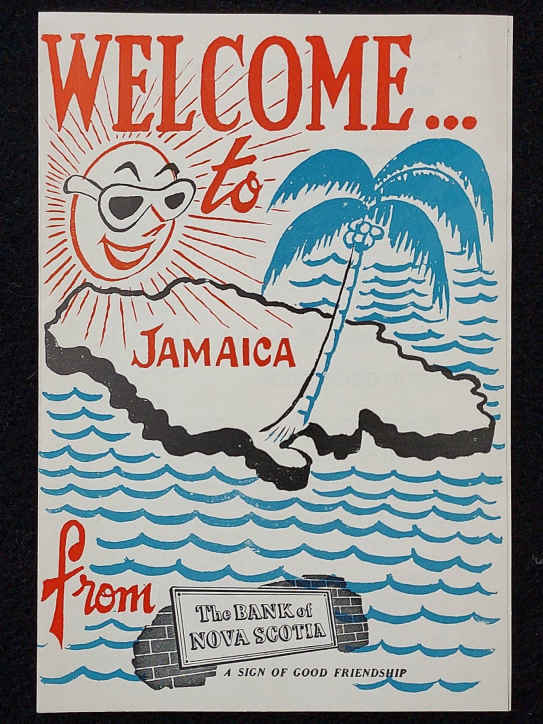 WELCOME...
to
JAMAICA
from
The BANK of
NOVA SCOTIA
A SIGN OF GOOD FRIENDSHIP